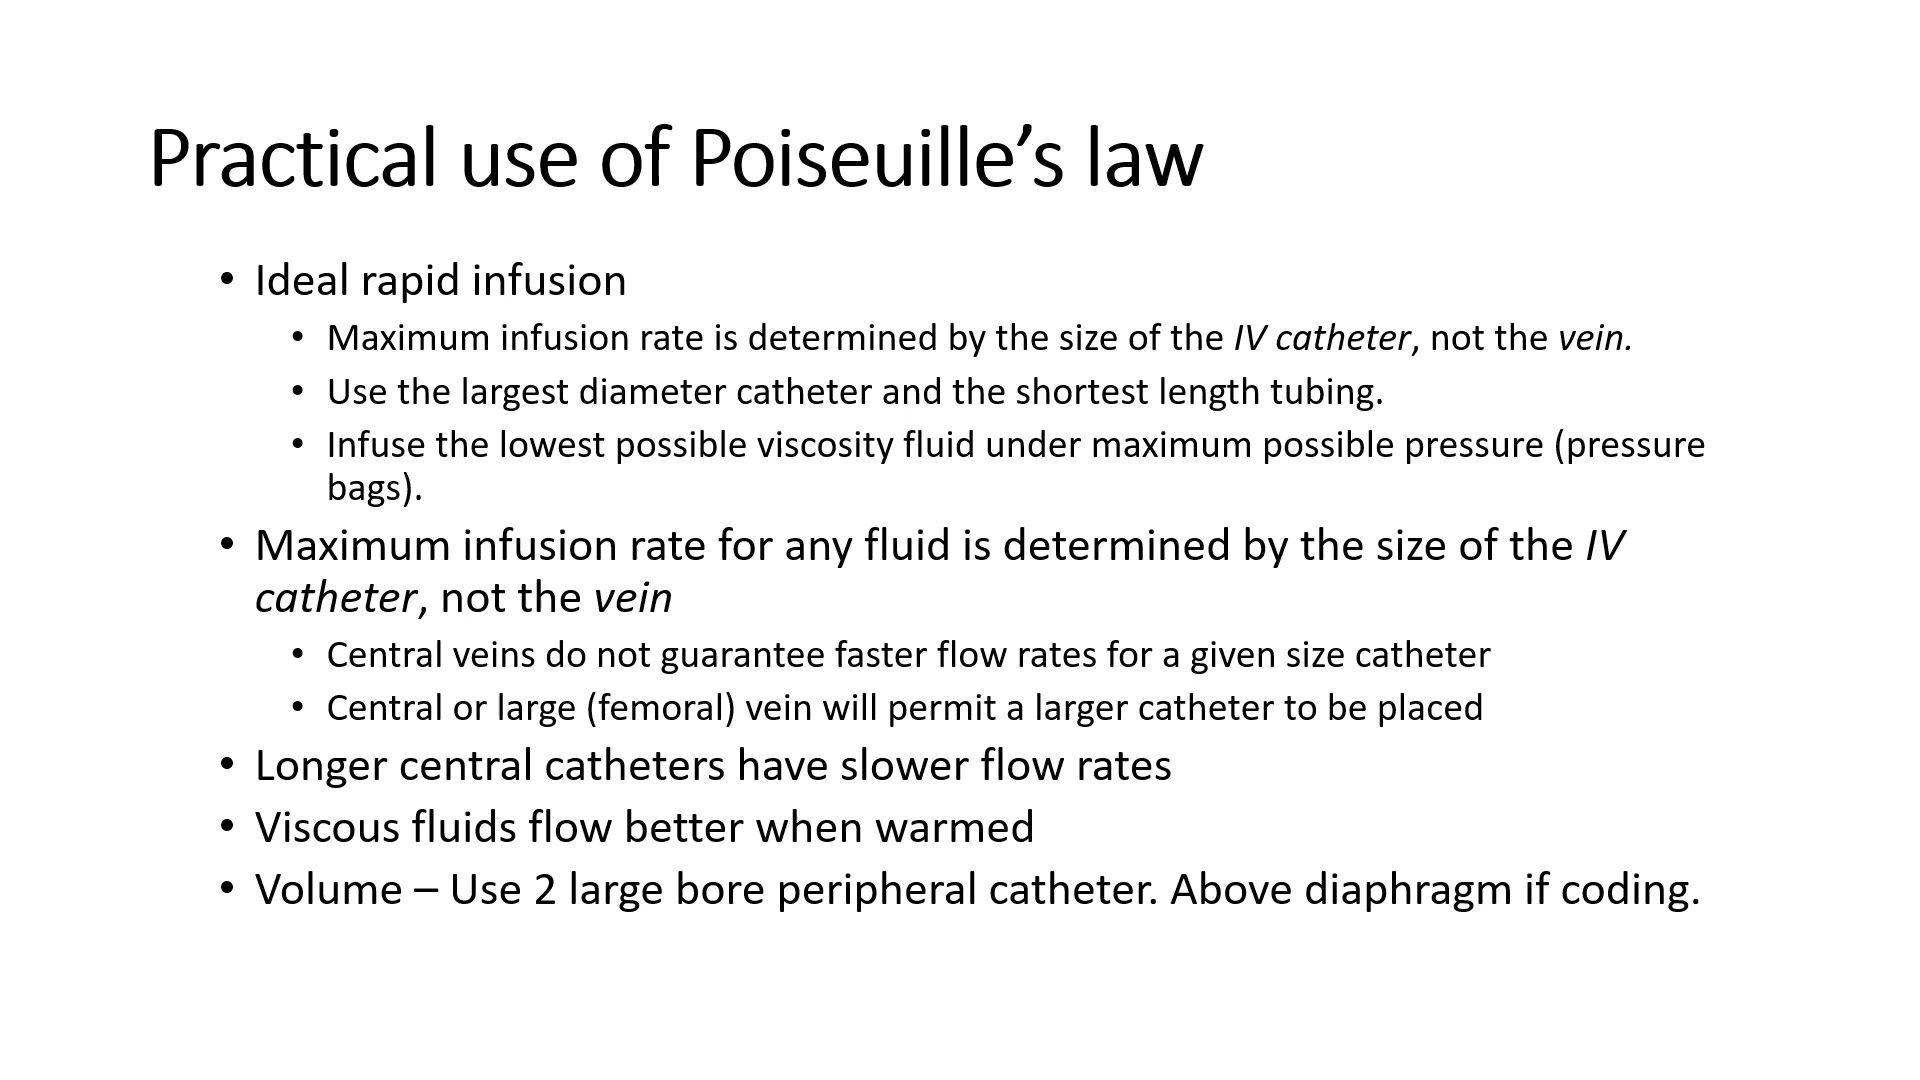 Practical use of Poiseuille’s law
• Ideal rapid infusion
• Maximum infusion rate is determined by the size of the IV catheter, not the vein.
• Use the largest diameter catheter and the shortest length tubing.
• Infuse the lowest possible viscosity fluid under maximum possible pressure (pressure
bags).
• Maximum infusion rate for any fluid is determined by the size of the IV
catheter, not the vein
• Central veins do not guarantee faster flow rates for a given size catheter
• Central or large (femoral) vein will permit a larger catheter to be placed
• Longer central catheters have slower flow rates
• Viscous fluids flow better when warmed
• Volume – Use 2 large bore peripheral catheter. Above diaphragm if coding.